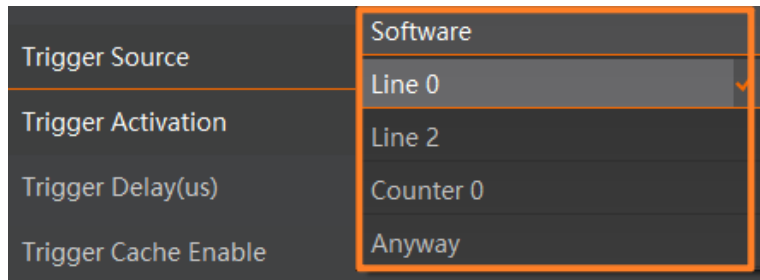 Trigger Source
Software
Line 0
Trigger Activation
Line 2
Trigger Delay(us)
Counter 0
Trigger Cache Enable
Anyway